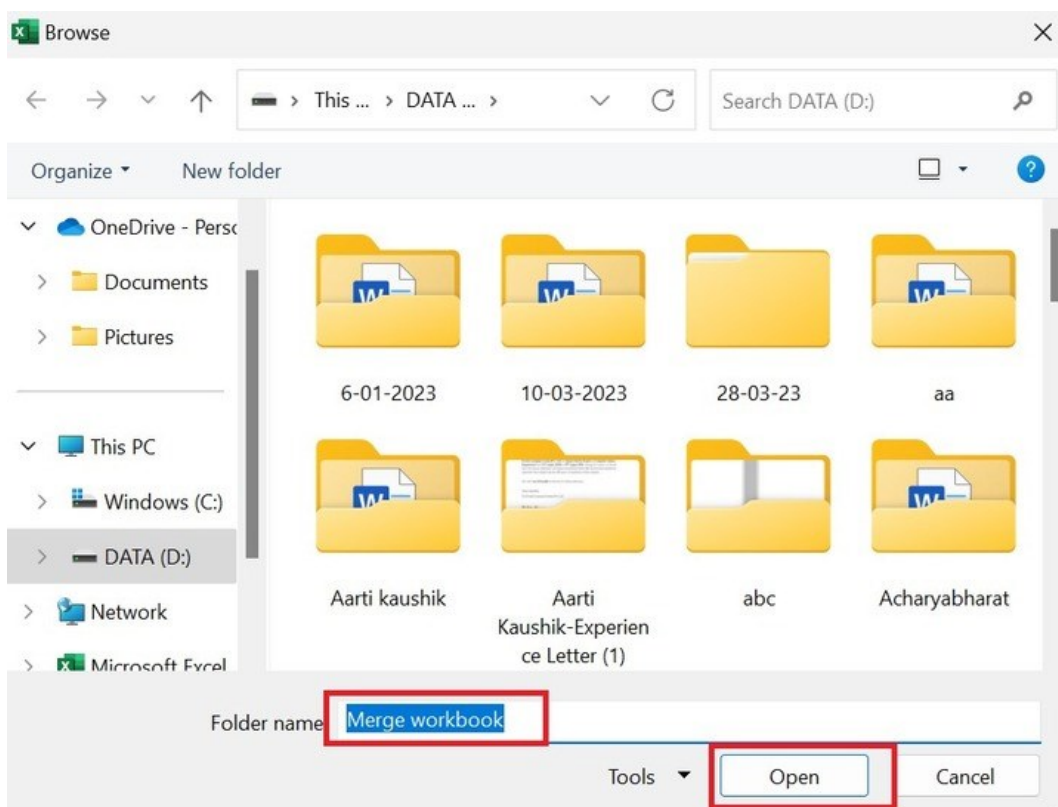 Browse
This ... > DATA ... >
Search DATA (D:)
Organize
New folder
OneDrive - Perso
Documents
Pictures
This PC
Windows (C:)
DATA (D:)
Network
Microsoft Excel
6-01-2023
10-03-2023
28-03-23
aa
Aarti kaushik
Aarti
Kaushik-Experien
ce Letter (1)
abc
Acharyabharat
Folder name
Merge workbook
Tools
Open
Cancel